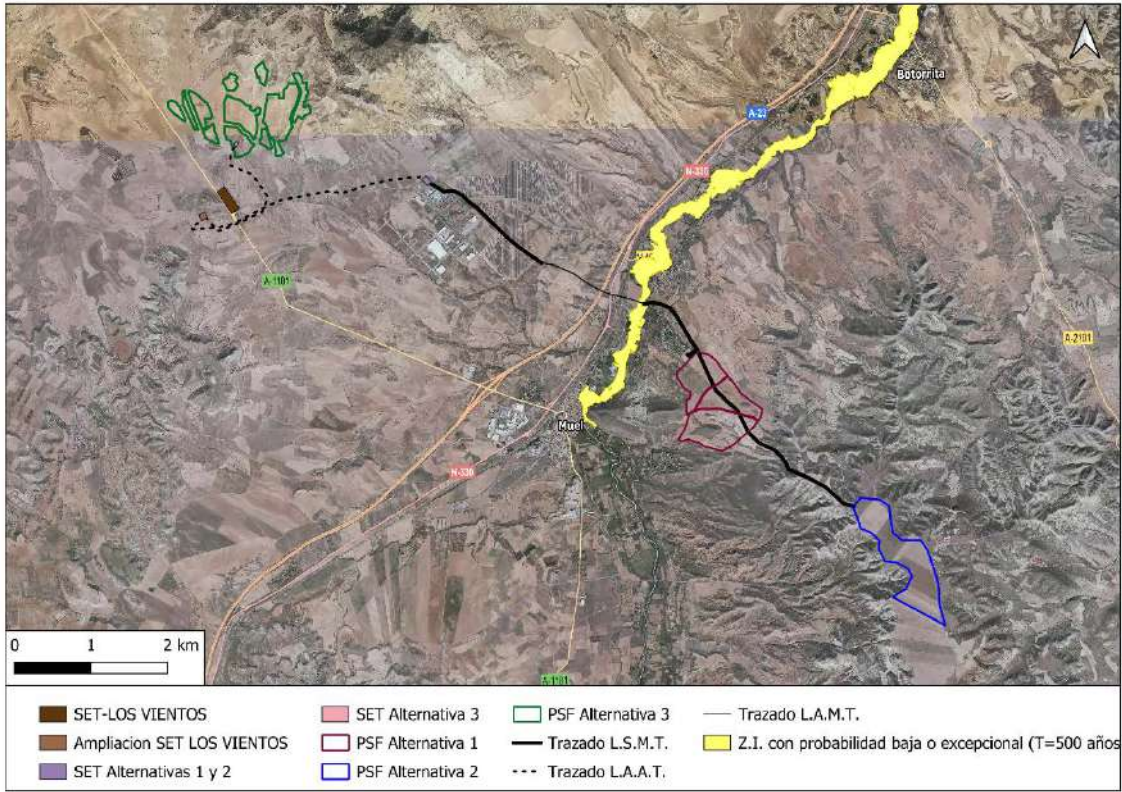 Botorrita
A-23
N-330
A-1101
A-2101
Muel
N-330
A-1101
0 1 2 km
SET-LOS VIENTOS
Ampliacion SET LOS VIENTOS
SET Alternativas 1 y 2
SET Alternativa 3
PSF Alternativa 1
PSF Alternativa 2
PSF Alternativa 3
Trazado L.S.M.T.
Trazado L.A.A.T.
Trazado L.A.M.T.
Z.I. con probabilidad baja o excepcional (T=500 años